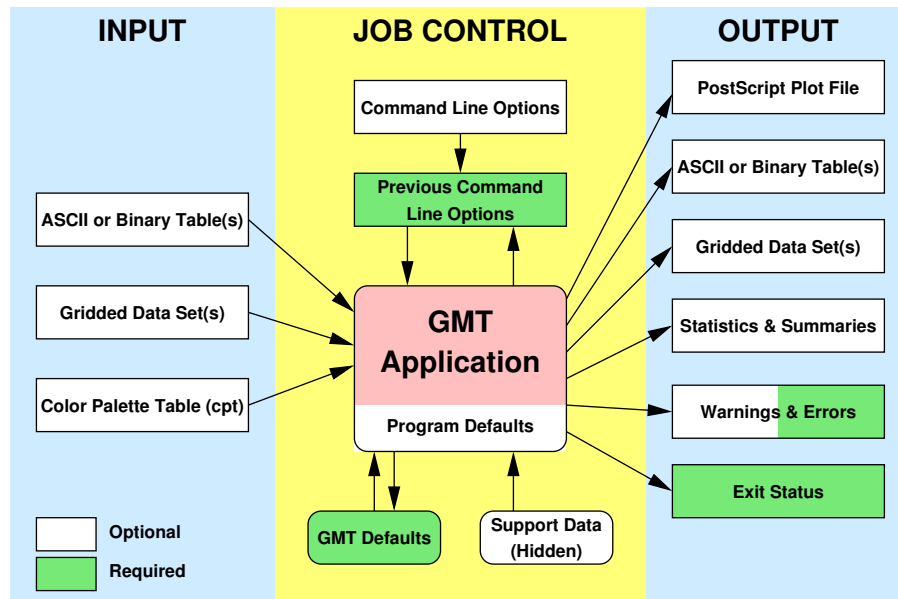 INPUT
JOB CONTROL
OUTPUT
ASCII or Binary Table(s)
Gridded Data Set(s)
Color Palette Table (cpt)
Optional
Required
Command Line Options
Previous Command
Line Options
GMT
Application
Program Defaults
GMT Defaults
Support Data
(Hidden)
PostScript Plot File
ASCII or Binary Table(s)
Gridded Data Set(s)
Statistics & Summaries
Warnings & Errors
Exit Status